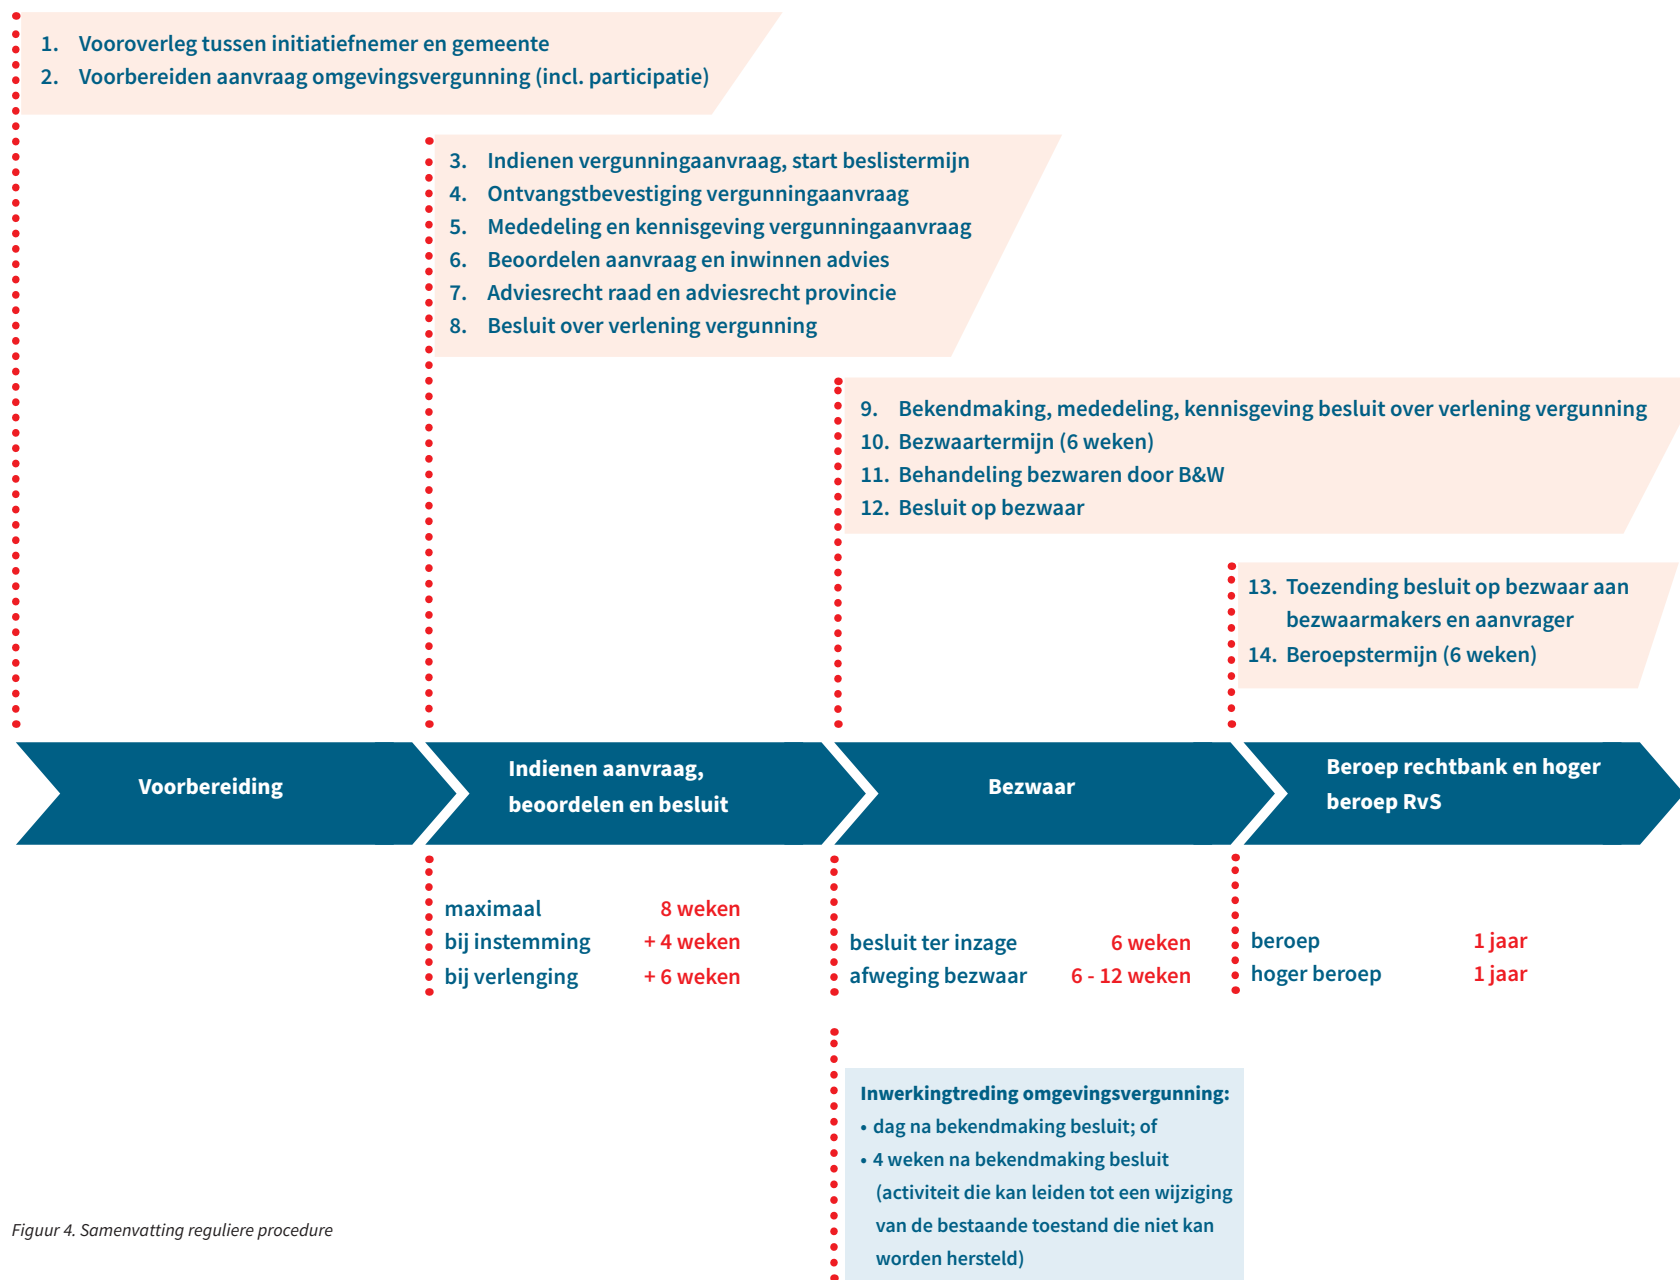 1. Vooroverleg tussen initiatiefnemer en gemeente
2. Voorbereiden aanvraag omgevingsvergunning (incl. participatie)
3. Indienen vergunningaanvraag, start beslistermijn
4. Ontvangstbevestiging vergunningaanvraag
5. Mededeling en kennisgeving vergunningaanvraag
6. Beoordelen aanvraag en inwinnen advies
7. Adviesrecht raad en adviesrecht provincie
8. Besluit over verlening vergunning
9. Bekendmaking, mededeling, kennisgeving besluit over verlening vergunning
10. Bezwaartermijn (6 weken)
11. Behandeling bezwaren door B&W
12. Besluit op bezwaar
13. Toezending besluit op bezwaar aan
bezwaarmakers en aanvrager
14. Beroepstermijn (6 weken)
Voorbereiding
Indienen aanvraag,
beoordelen en besluit
Bezwaar
Beroep rechtbank en hoger
beroep RvS
maximaal 8 weken
bij instemming + 4 weken
bij verlenging + 6 weken
besluit ter inzage 6 weken
afweging bezwaar 6 - 12 weken
beroep 1 jaar
hoger beroep 1 jaar
Inwerkingtreding omgevingsvergunning:
• dag na bekendmaking besluit; of
• 4 weken na bekendmaking besluit
(activiteit die kan leiden tot een wijziging
van de bestaande toestand die niet kan
worden hersteld)
Figuur 4. Samenvatting reguliere procedure